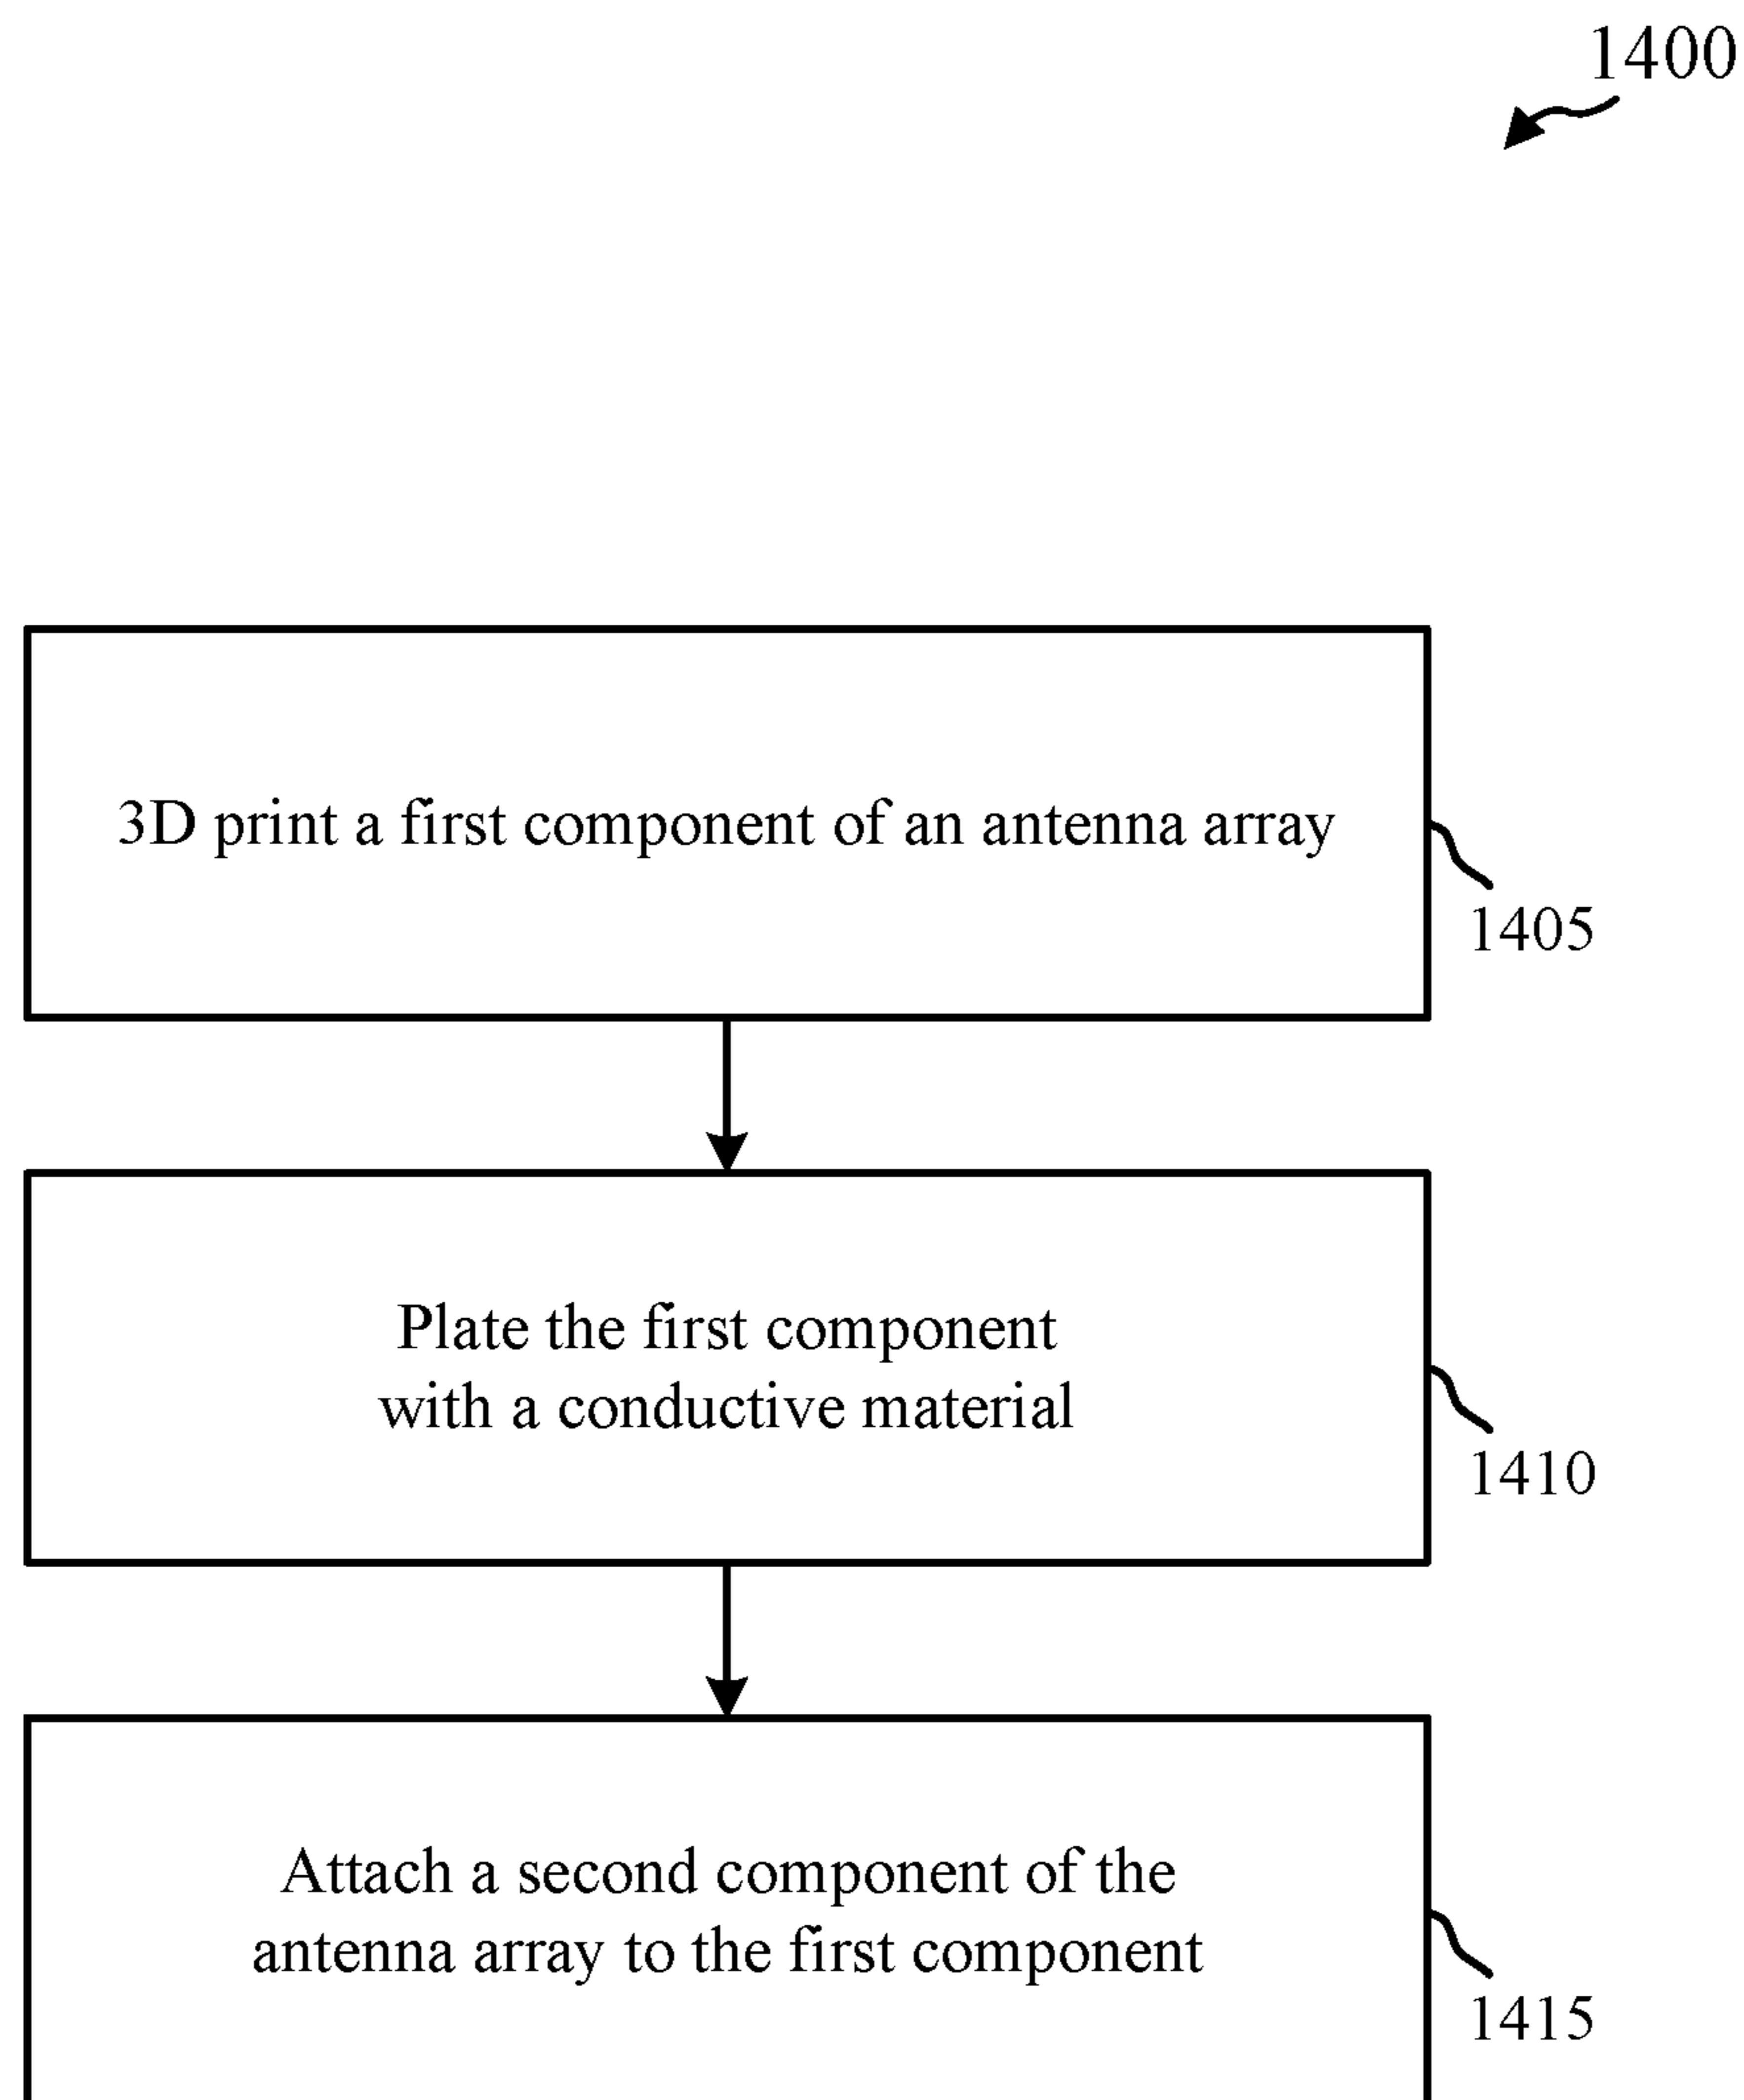 1400
3D print a first component of an antenna array
1405
Plate the first component
with a conductive material
1410
Attach a second component of the
antenna array to the first component
1415